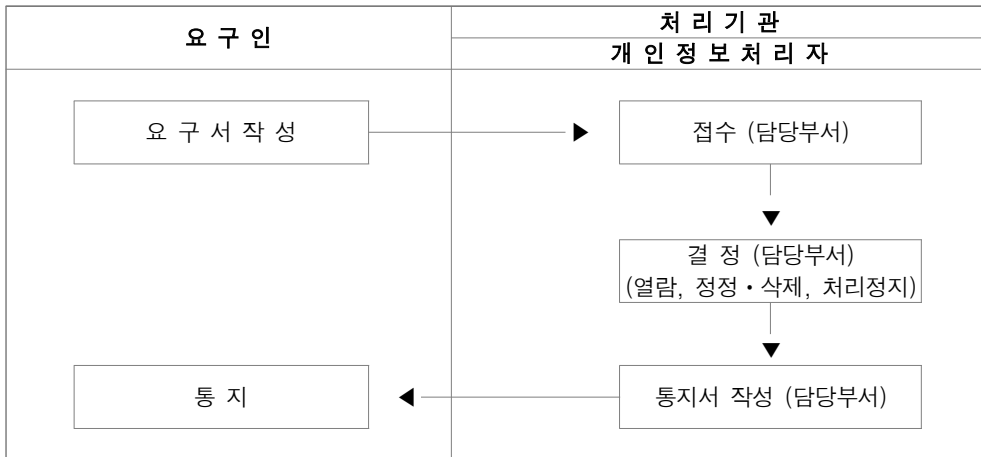 요 구 인
처 리 기 관
개 인 정 보 처 리 자
요 구 서 작 성
접수 (담당부서)
결 정 (담당부서)
(열람, 정정・삭제, 처리정지)
통 지
통지서 작성 (담당부서)